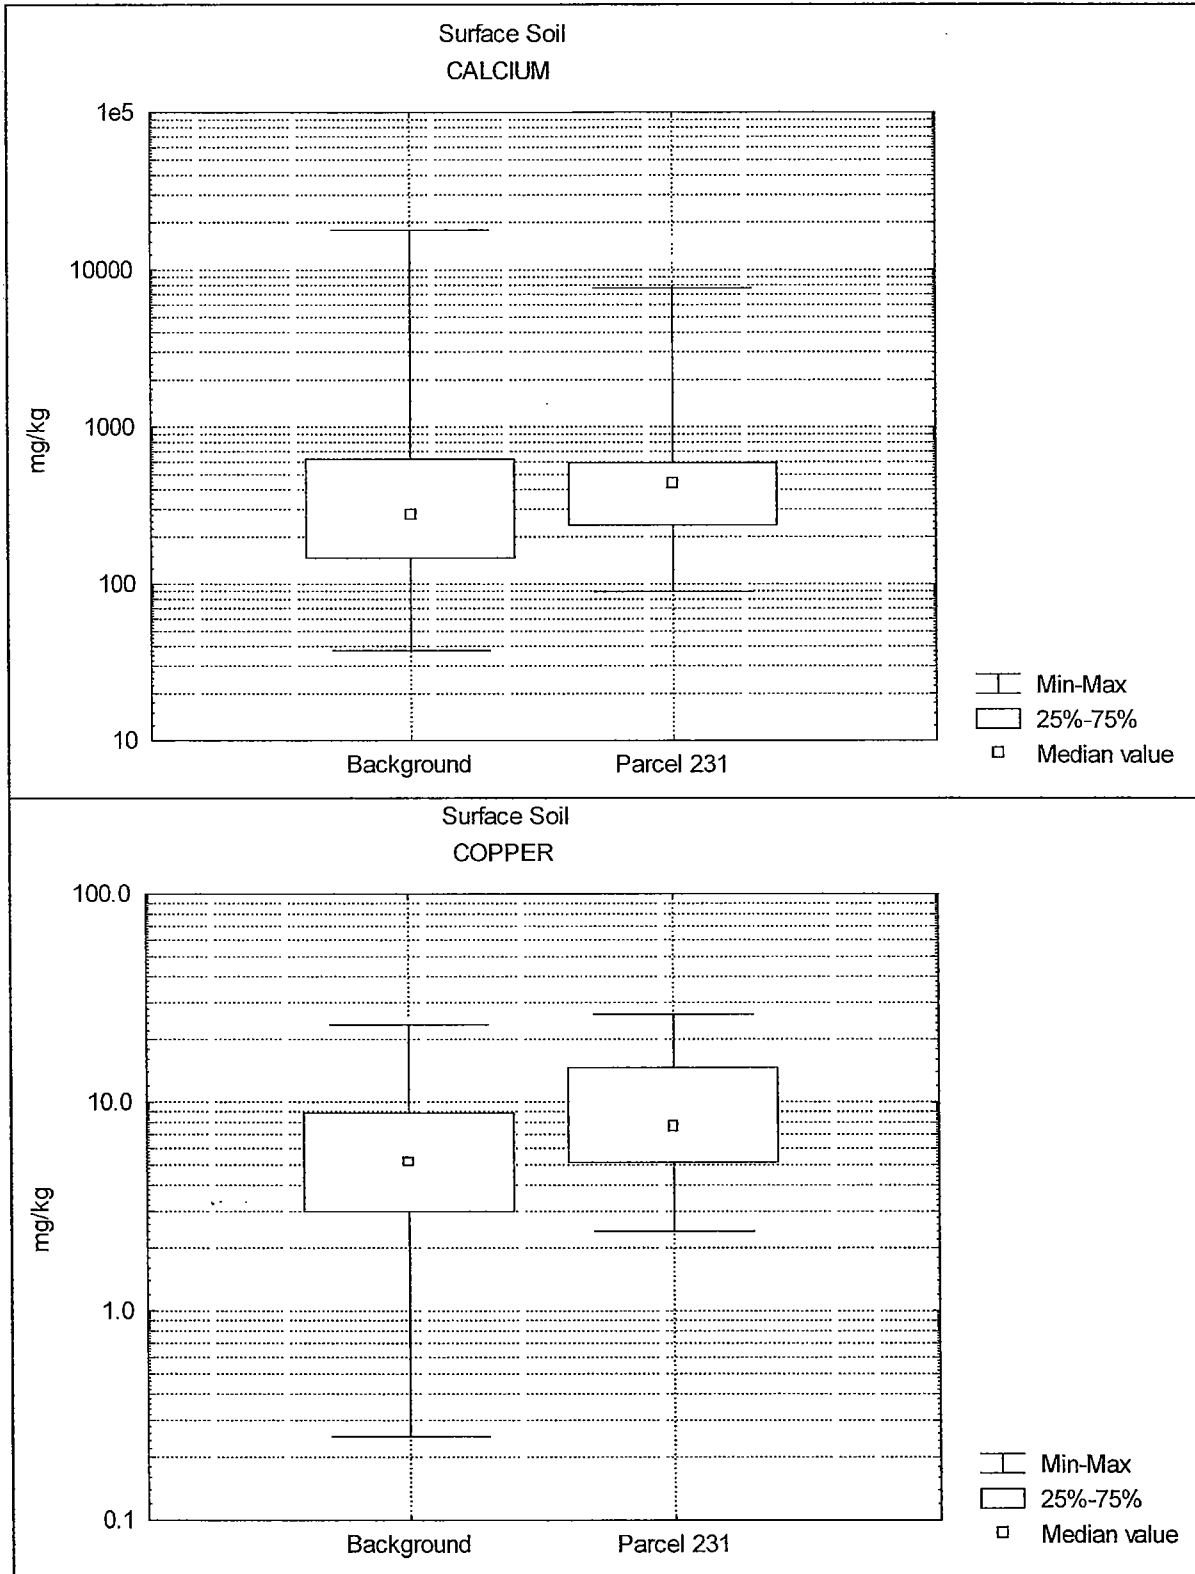 Surface Soil
CALCIUM
1e5
10000
1000
100
10
mg/kg
Background
Parcel 231
Min-Max
25%-75%
Median value
Surface Soil
COPPER
100.0
10.0
1.0
0.1
mg/kg
Background
Parcel 231
Min-Max
25%-75%
Median value